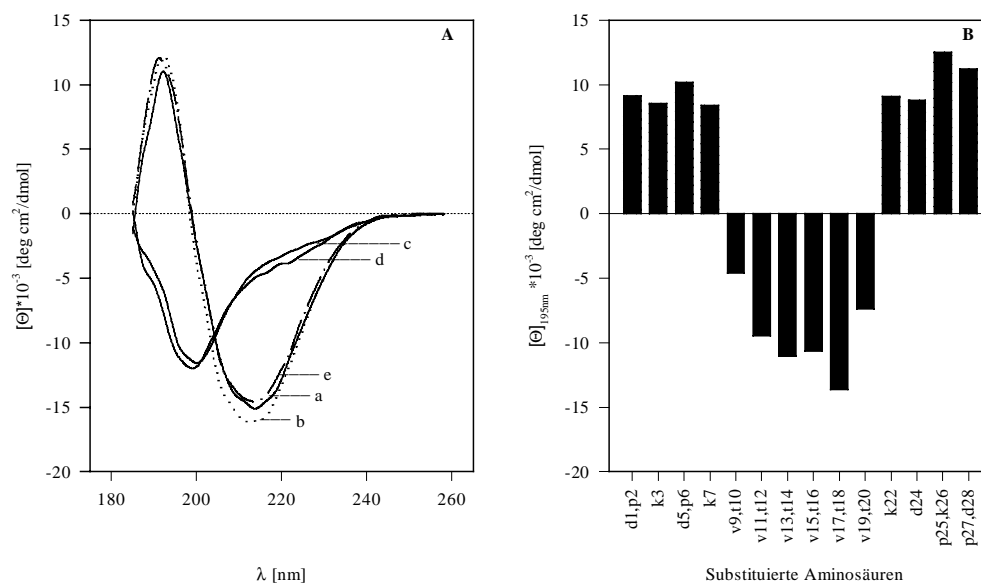 A
[Θ]*10⁻³ [deg cm²/dmol]
15
10
5
0
-5
-10
-15
-20
c
d
e
a
b
180
200
220
240
260
λ [nm]
B
[Θ]₁₉₅ₙₘ *10⁻³ [deg cm²/dmol]
15
10
5
0
-5
-10
-15
-20
d1,p2
k3
d5,p6
k7
v9,t10
v11,t12
v13,t14
v15,t16
v17,t18
v19,t20
k22
d24
p25,k26
p27,d28
Substituierte Aminosäuren